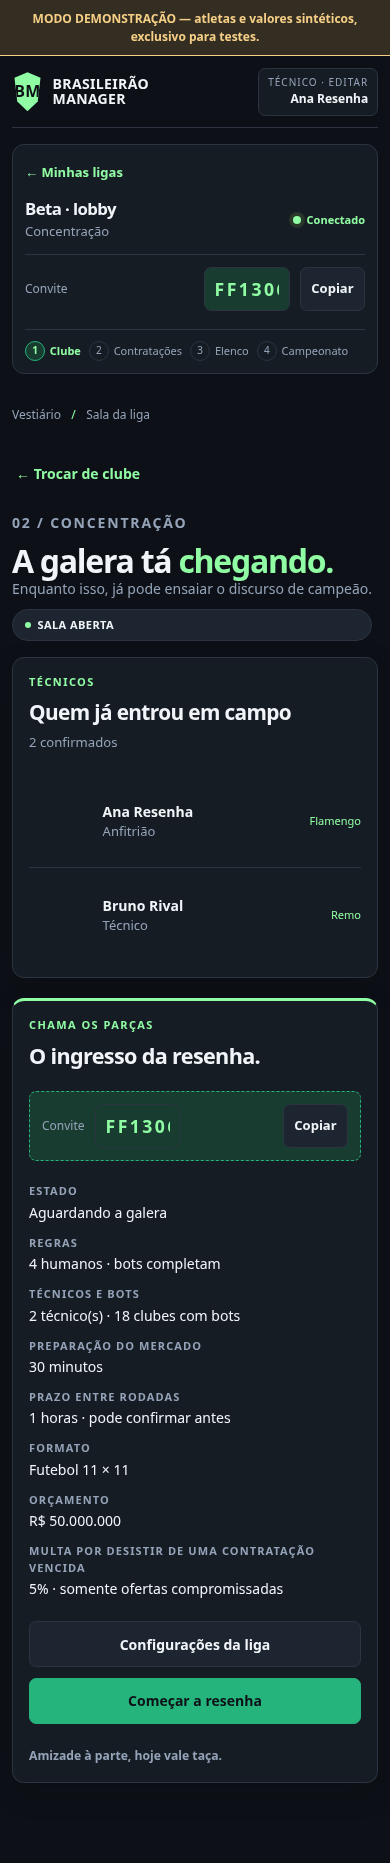 MODO DEMONSTRAÇÃO — atletas e valores sintéticos,
exclusivo para testes.
BM
BRASILEIRÃO
MANAGER
TÉCNICO · EDITAR
Ana Resenha
← Minhas ligas
Beta · lobby
Concentração
Conectado
Convite
FF130
Copiar
1 Clube
2 Contratações
3 Elenco
4 Campeonato
Vestiário / Sala da liga
← Trocar de clube
02 / CONCENTRAÇÃO
A galera tá chegando.
Enquanto isso, já pode ensaiar o discurso de campeão.
SALA ABERTA
TÉCNICOS
Quem já entrou em campo
2 confirmados
Ana Resenha
Anfitrião
Flamengo
Bruno Rival
Técnico
Remo
CHAMA OS PARÇAS
O ingresso da resenha.
Convite
FF130
Copiar
ESTADO
Aguardando a galera
REGRAS
4 humanos · bots completam
TÉCNICOS E BOTS
2 técnico(s) · 18 clubes com bots
PREPARAÇÃO DO MERCADO
30 minutos
PRAZO ENTRE RODADAS
1 horas · pode confirmar antes
FORMATO
Futebol 11 × 11
ORÇAMENTO
R$ 50.000.000
MULTA POR DESISTIR DE UMA CONTRATAÇÃO
VENCIDA
5% · somente ofertas compromissadas
Configurações da liga
Começar a resenha
Amizade à parte, hoje vale taça.